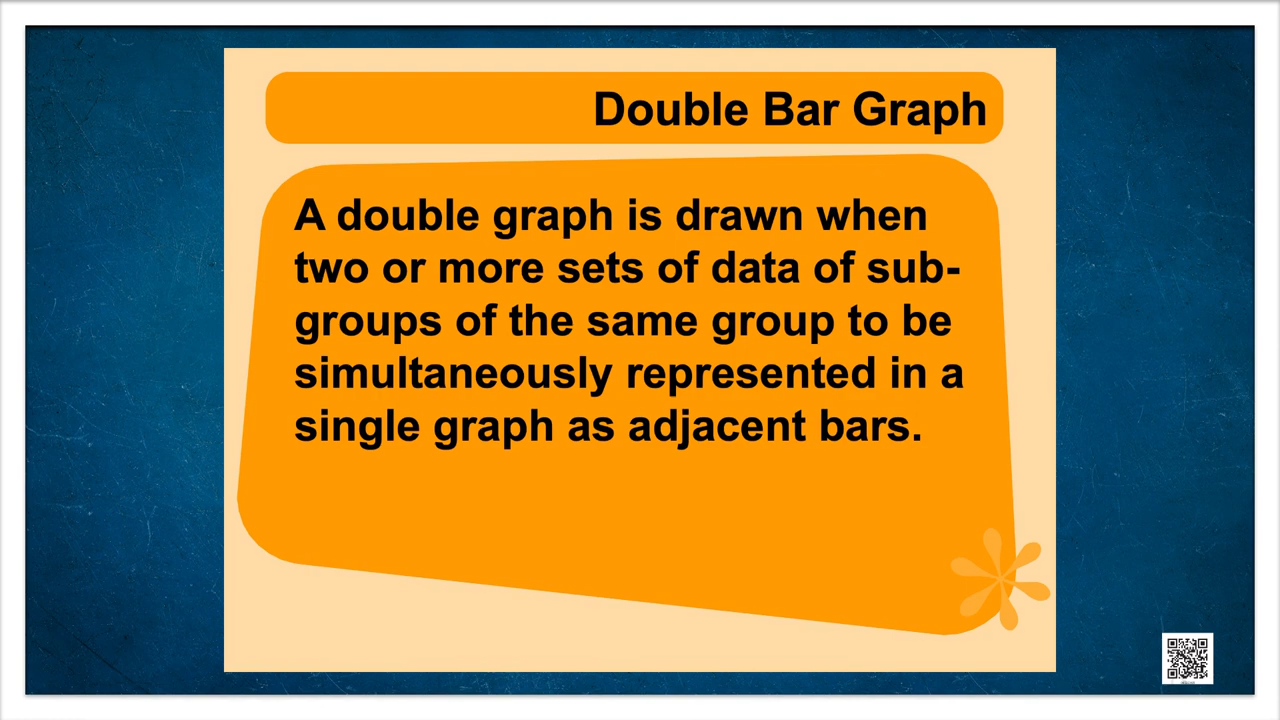 Double Bar Graph
A double graph is drawn when
two or more sets of data of sub-
groups of the same group to be
simultaneously represented in a
single graph as adjacent bars.